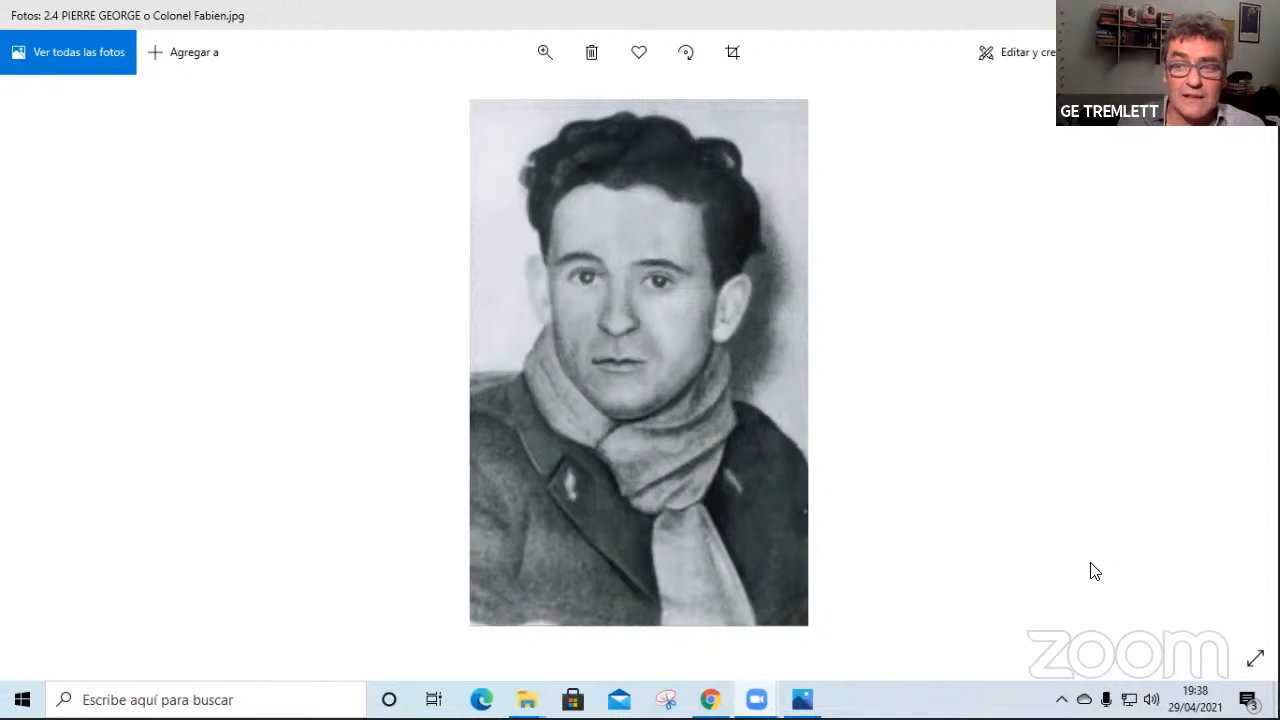 Fotos: 2.4 PIERRE GEORGE o Colonel Fabien.jpg
Ver todas las fotos
Agregar a
Editar y cre
GE TREMLETT
zoom
Escribe aquí para buscar
19:38
29/04/2021
3